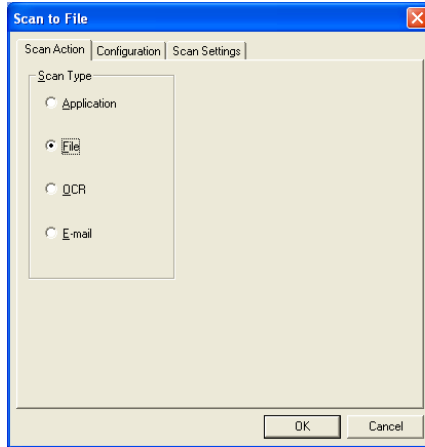 Scan to File
Scan Action Configuration Scan Settings
Scan Type
Application
File
OCR
E-mail
OK Cancel